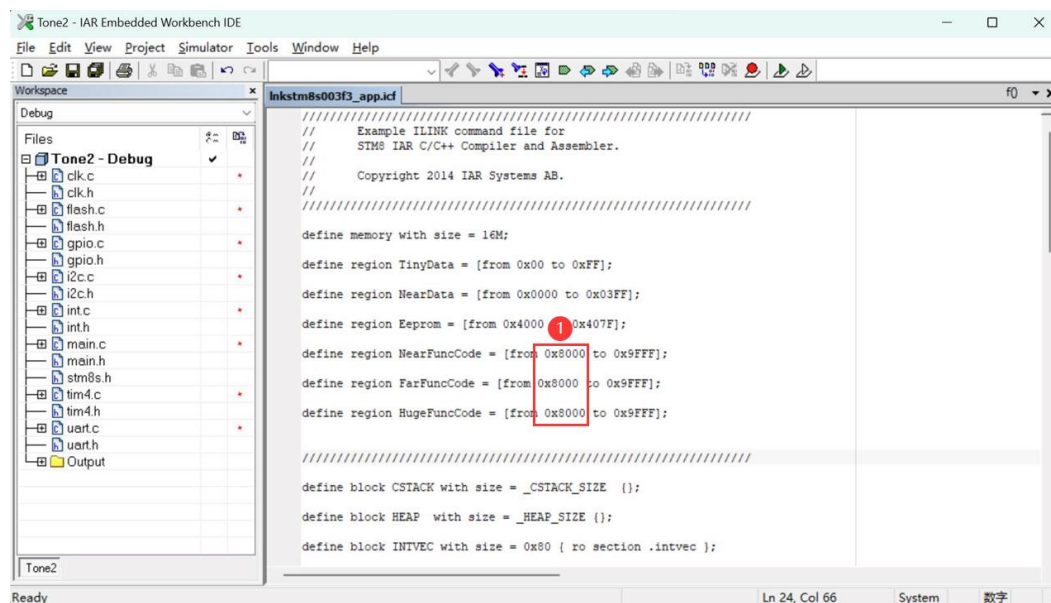 Tone2 - IAR Embedded Workbench IDE
File Edit View Project Simulator Tools Window Help
Workspace
Debug
Files
Tone2 - Debug
clk.c
clk.h
flash.c
flash.h
gpio.c
gpio.h
i2c.c
i2c.h
int.c
int.h
main.c
main.h
stm8s.h
tim4.c
tim4.h
uart.c
uart.h
Output
Tone2
lnkstm8s003f3_app.icf
f()
/////////////////////////////////////////////////////////////////
// Example ILINK command file for
// STM8 IAR C/C++ Compiler and Assembler.
//
// Copyright 2014 IAR Systems AB.
//
/////////////////////////////////////////////////////////////////
define memory with size = 16M;
define region TinyData = [from 0x00 to 0xFF];
define region NearData = [from 0x0000 to 0x03FF];
define region Eeprom = [from 0x4000 0x407F];
1
define region NearFuncCode = [from 0x8000 to 0x9FFF];
define region FarFuncCode = [from 0x8000 to 0x9FFF];
define region HugeFuncCode = [from 0x8000 to 0x9FFF];
/////////////////////////////////////////////////////////////////
define block CSTACK with size = _CSTACK_SIZE {};
define block HEAP with size = _HEAP_SIZE {};
define block INTVEC with size = 0x80 { ro section .intvec };
Ready
Ln 24, Col 66
System
数字